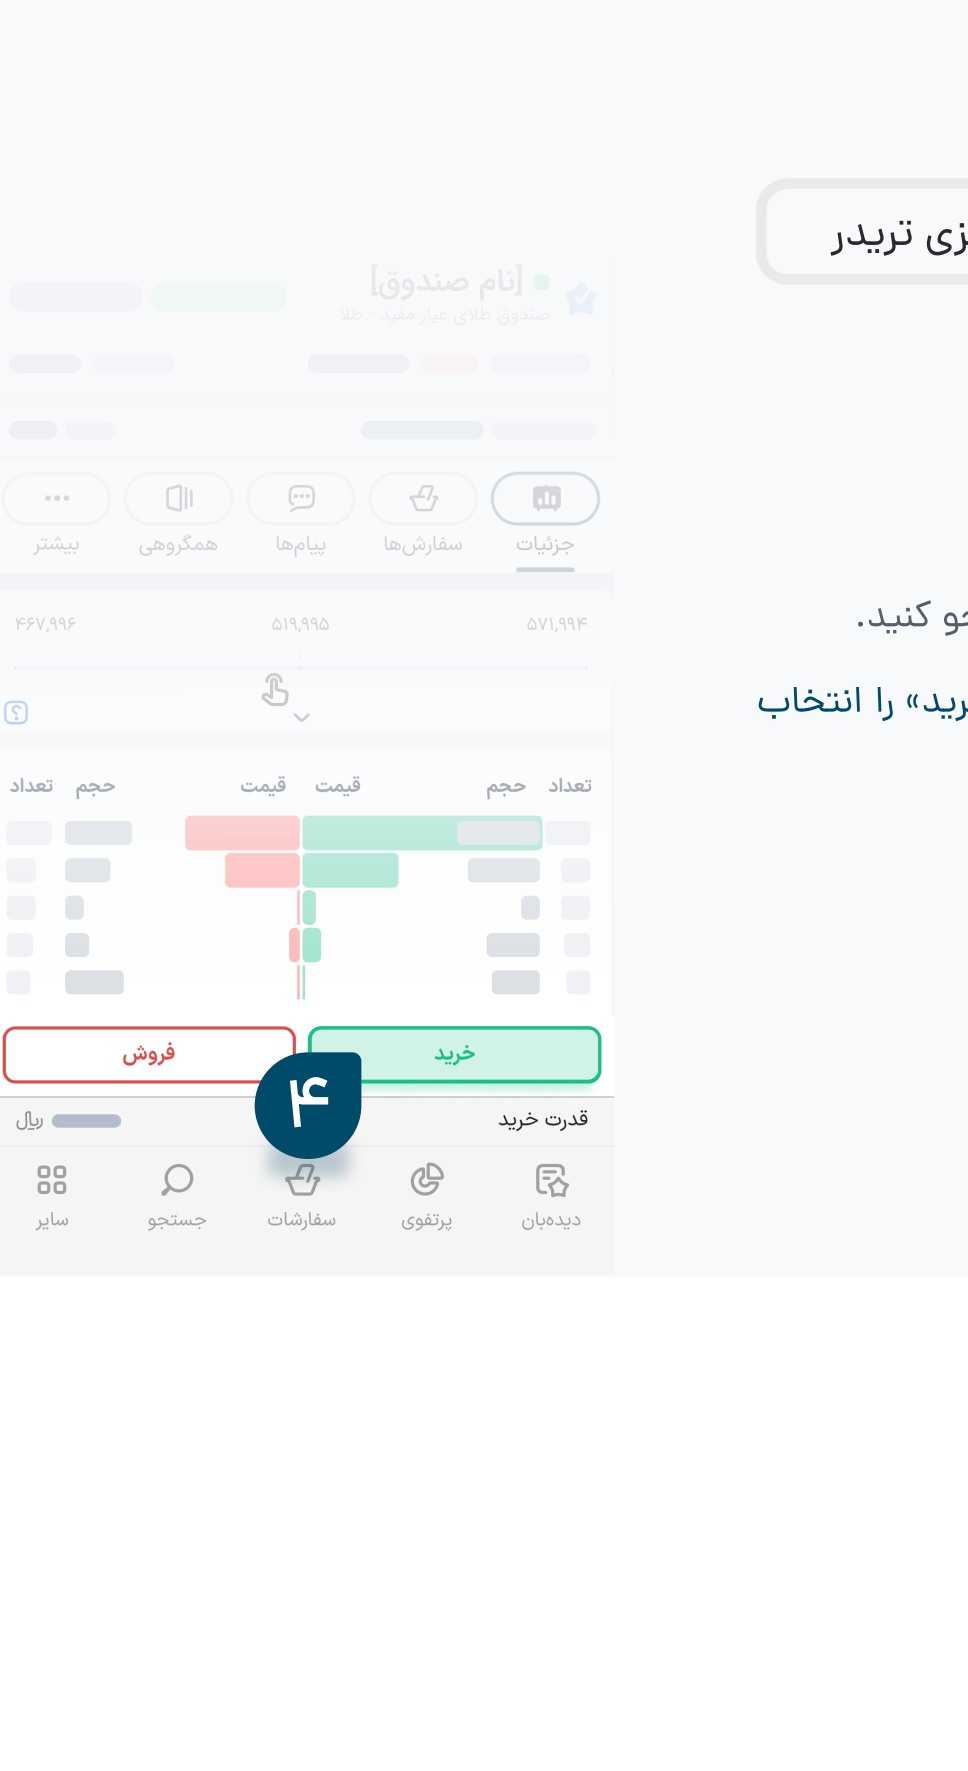 زی تریدر
[نام صندوق]
صندوق طلای عیار مفید - طلا
جزئیات سفارش‌ها پیام‌ها همگروهی بیشتر
کنید.
را انتخاب
۵۷۱,۹۹۴ ۵۱۹,۹۹۵ ۴۶۷,۹۹۶
تعداد حجم قیمت قیمت حجم تعداد
خرید فروش
۴
قدرت خرید ریال
دیده‌بان پرتفوی سفارشات جستجو سایر